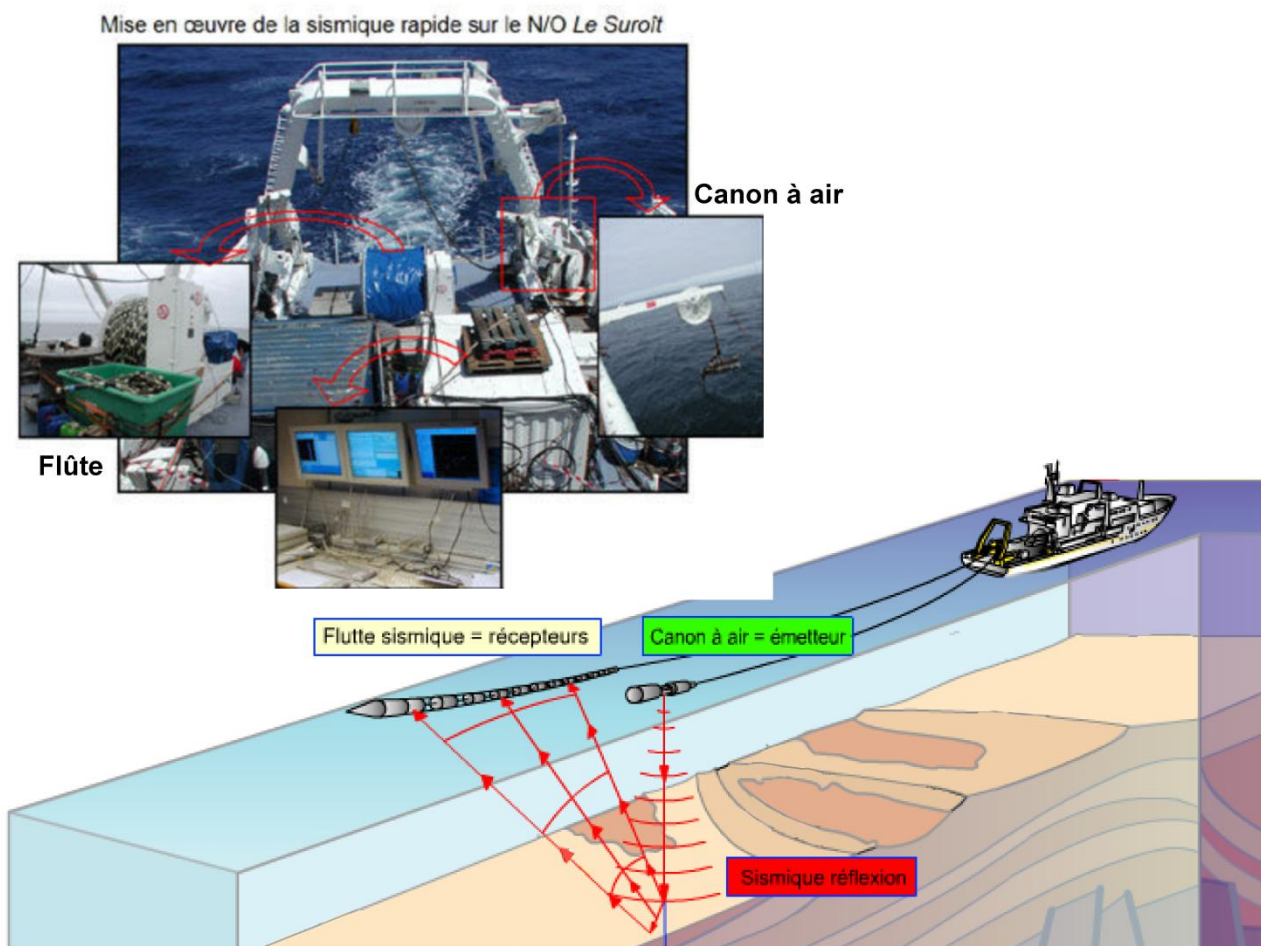 Mise en œuvre de la sismique rapide sur le N/O Le Suroît
Canon à air
Flûte
Flutte sismique = récepteurs
Canon à air = émetteur
Sismique réflexion